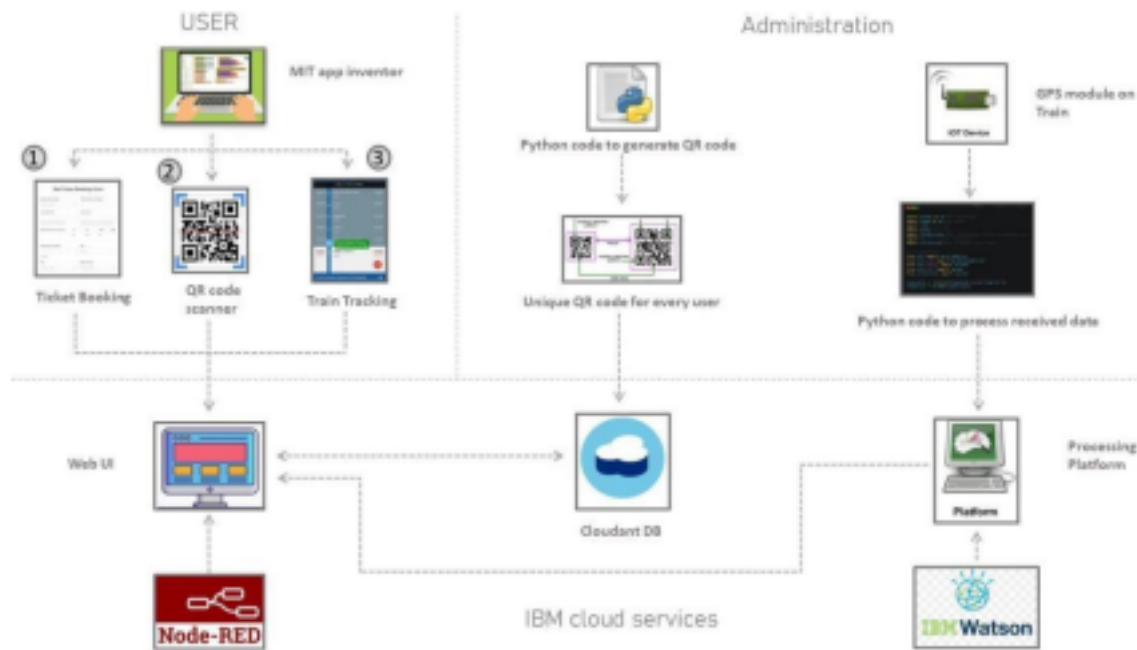 USER
Administration
MIT app inventor
GPS module on
Train
IOT Device
Python code to generate QR code
①
②
③
Ticket Booking
QR code
scanner
Train Tracking
Unique QR code for every user
Python code to process received data
Web UI
Cloudant DB
Processing
Platform
Platform
Node-RED
IBM cloud services
IBM Watson